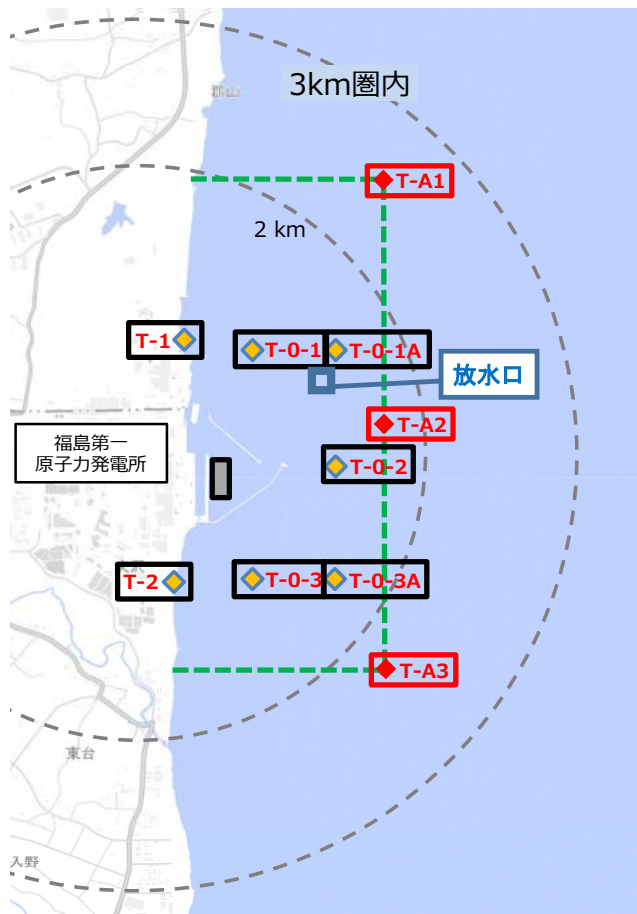 3km圏内
郡山
T-A1
2 km
T-1
T-0-1
T-0-1A
放水口
T-A2
福島第一
原子力発電所
T-0-2
T-2
T-0-3
T-0-3A
T-A3
東台
入野